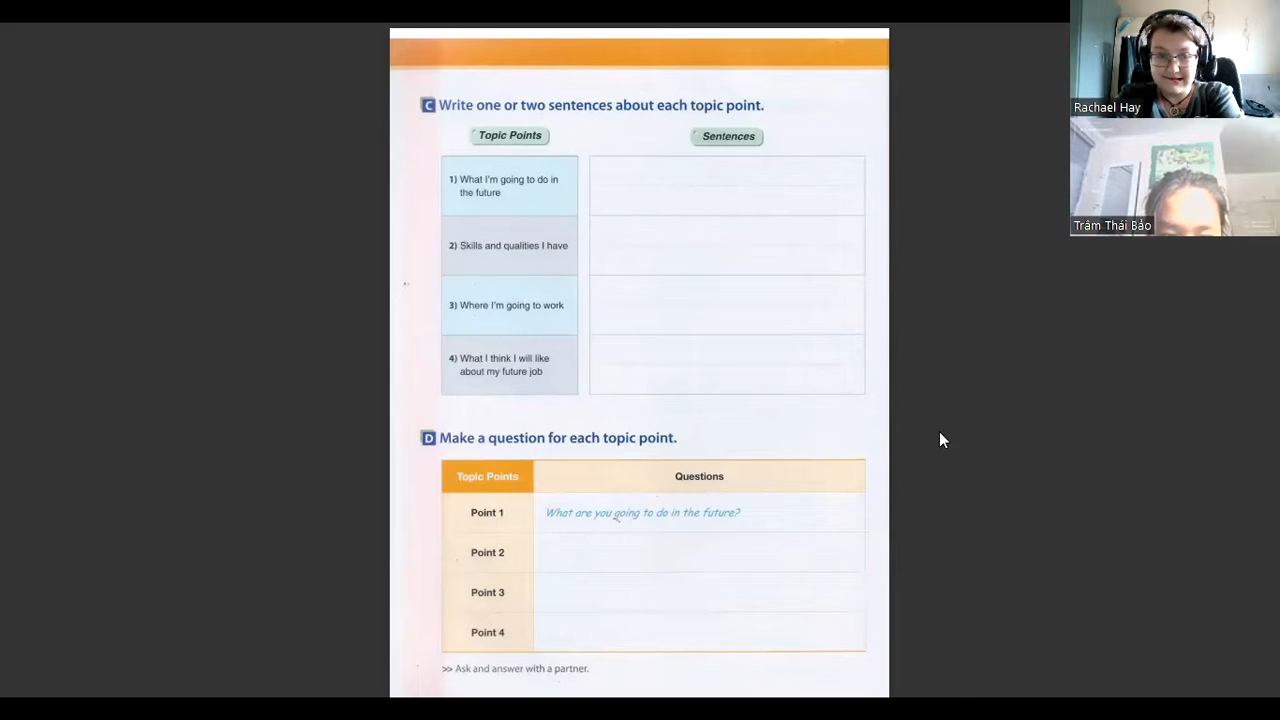 C Write one or two sentences about each topic point.
Topic Points
Sentences
1) What I'm going to do in
the future
2) Skills and qualities I have
3) Where I'm going to work
4) What I think I will like
about my future job
D Make a question for each topic point.
Topic Points
Questions
Point 1
What are you going to do in the future?
Point 2
Point 3
Point 4
>> Ask and answer with a partner.
Rachael Hay
Trâm Thái Bảo